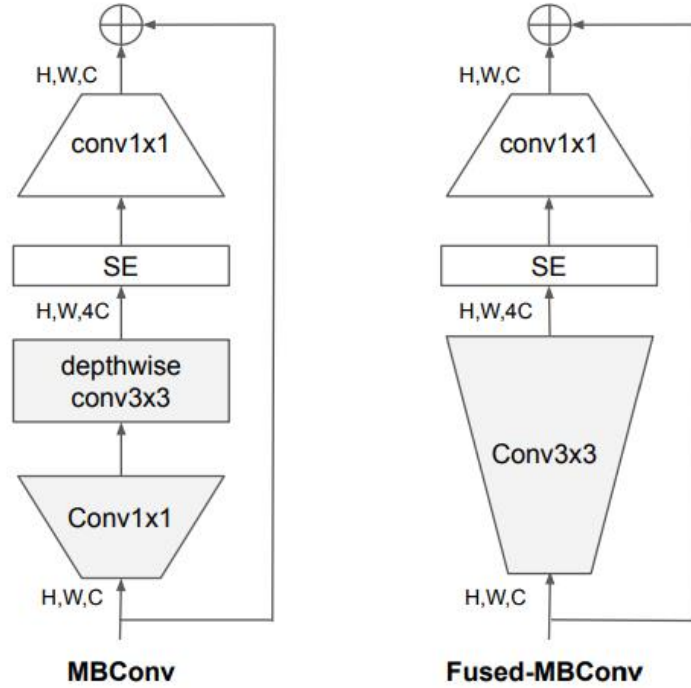 H,W,C
conv1x1
SE
H,W,4C
depthwise
conv3x3
Conv1x1
H,W,C
MBConv
H,W,C
conv1x1
SE
H,W,4C
Conv3x3
H,W,C
Fused-MBConv